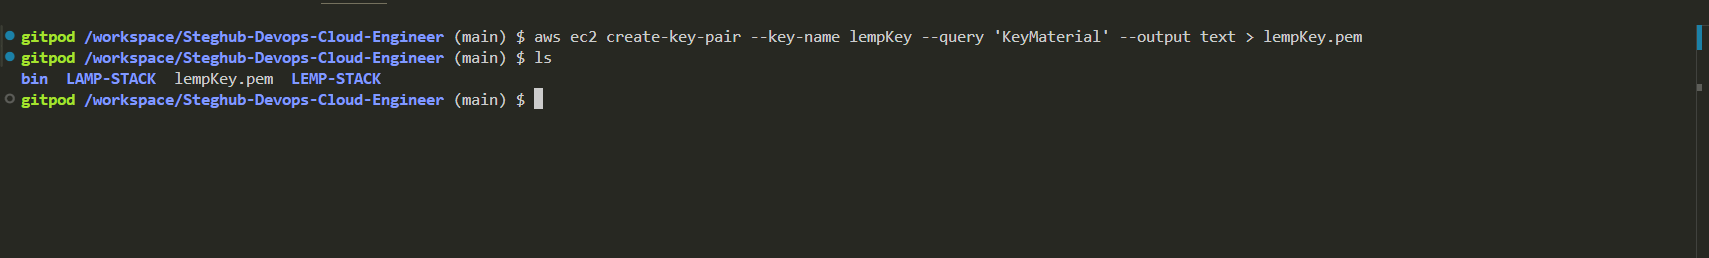 gitpod /workspace/Steghub-Devops-Cloud-Engineer (main) $ aws ec2 create-key-pair --key-name lempKey --query 'KeyMaterial' --output text > lempKey.pem
gitpod /workspace/Steghub-Devops-Cloud-Engineer (main) $ ls
bin  LAMP-STACK  lempKey.pem  LEMP-STACK
gitpod /workspace/Steghub-Devops-Cloud-Engineer (main) $